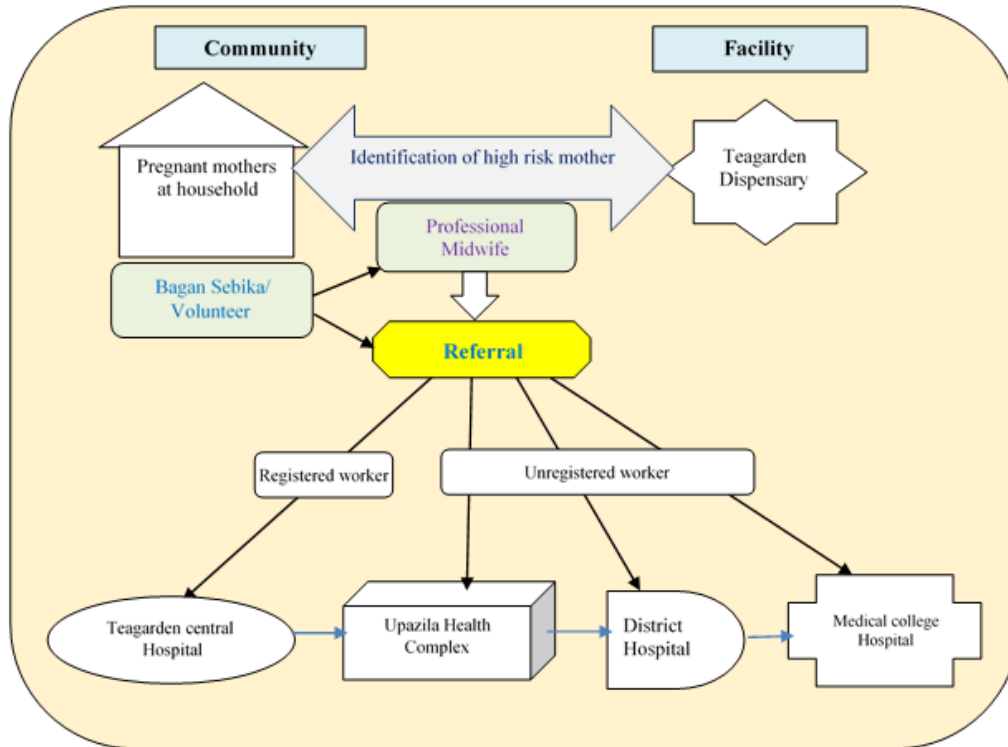 Community
Facility
Pregnant mothers
at household
Identification of high risk mother
Teagarden
Dispensary
Professional
Midwife
Bagan Sebika/
Volunteer
Referral
Registered worker
Unregistered worker
Teagarden central
Hospital
Upazila Health
Complex
District
Hospital
Medical college
Hospital